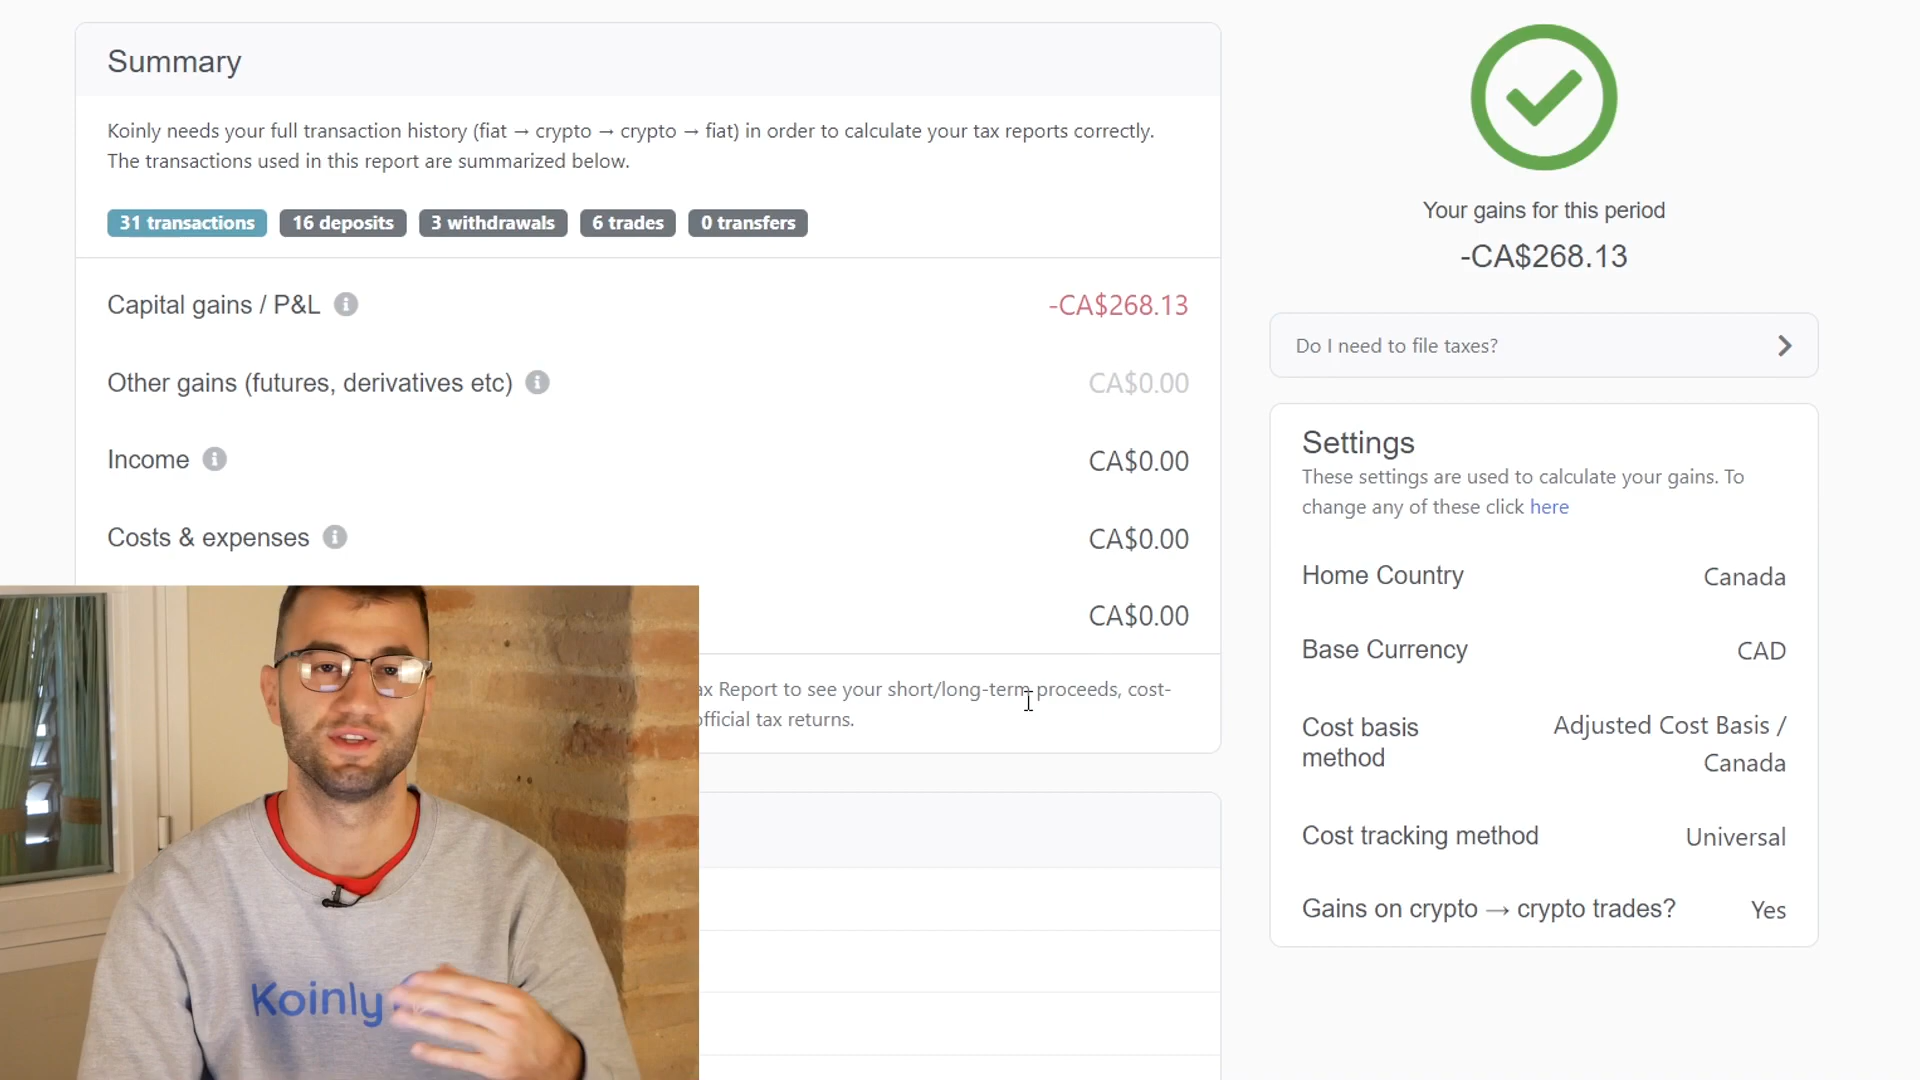 Summary
Koinly needs your full transaction history (fiat → crypto → crypto → fiat) in order to calculate your tax reports correctly.
The transactions used in this report are summarized below.
31 transactions 16 deposits 3 withdrawals 6 trades 0 transfers
Capital gains / P&L -CA$268.13
Other gains (futures, derivatives etc) CA$0.00
Income CA$0.00
Costs & expenses CA$0.00
CA$0.00
Report to see your short/long-term proceeds, cost-
official tax returns.
Your gains for this period
-CA$268.13
Do I need to file taxes?
Settings
These settings are used to calculate your gains. To
change any of these click here
Home Country Canada
Base Currency CAD
Cost basis
method
Adjusted Cost Basis /
Canada
Cost tracking method Universal
Gains on crypto → crypto trades? Yes
Koinly